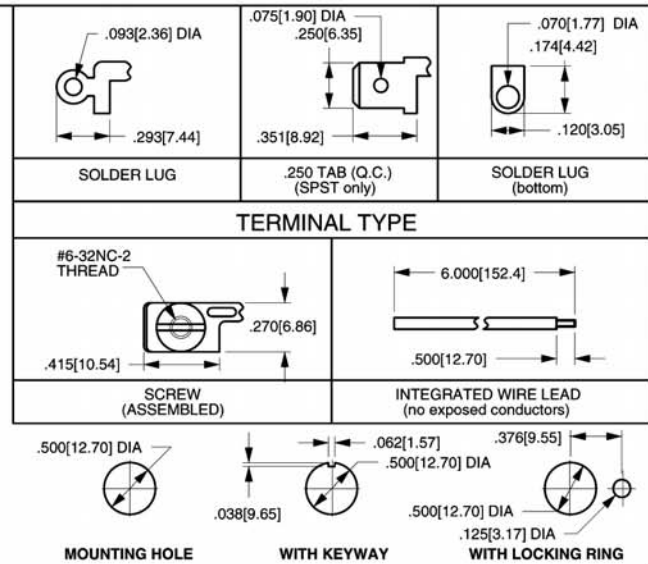 .093[2.36] DIA
.293[7.44]
SOLDER LUG
.075[1.90] DIA
.250[6.35]
.351[8.92]
.250 TAB (Q.C.)
(SPST only)
.070[1.77] DIA
.174[4.42]
.120[3.05]
SOLDER LUG
(bottom)
TERMINAL TYPE
#6-32NC-2
THREAD
.270[6.86]
.415[10.54]
SCREW
(ASSEMBLED)
6.000[152.4]
.500[12.70]
INTEGRATED WIRE LEAD
(no exposed conductors)
.500[12.70] DIA
MOUNTING HOLE
.062[1.57]
.500[12.70] DIA
.038[9.65]
WITH KEYWAY
.376[9.55]
.500[12.70] DIA
.125[3.17] DIA
WITH LOCKING RING